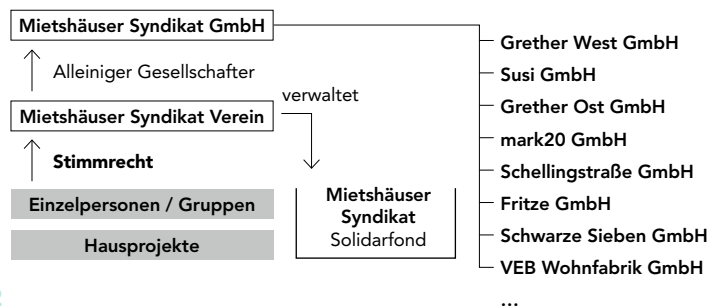 Mietshäuser Syndikat GmbH
Alleiniger Gesellschafter
Mietshäuser Syndikat Verein
verwaltet
Stimmrecht
Einzelpersonen / Gruppen
Hausprojekte
Mietshäuser
Syndikat
Solidarfond
Grether West GmbH
Susi GmbH
Grether Ost GmbH
mark20 GmbH
Schellingstraße GmbH
Fritze GmbH
Schwarze Sieben GmbH
VEB Wohnfabrik GmbH
...